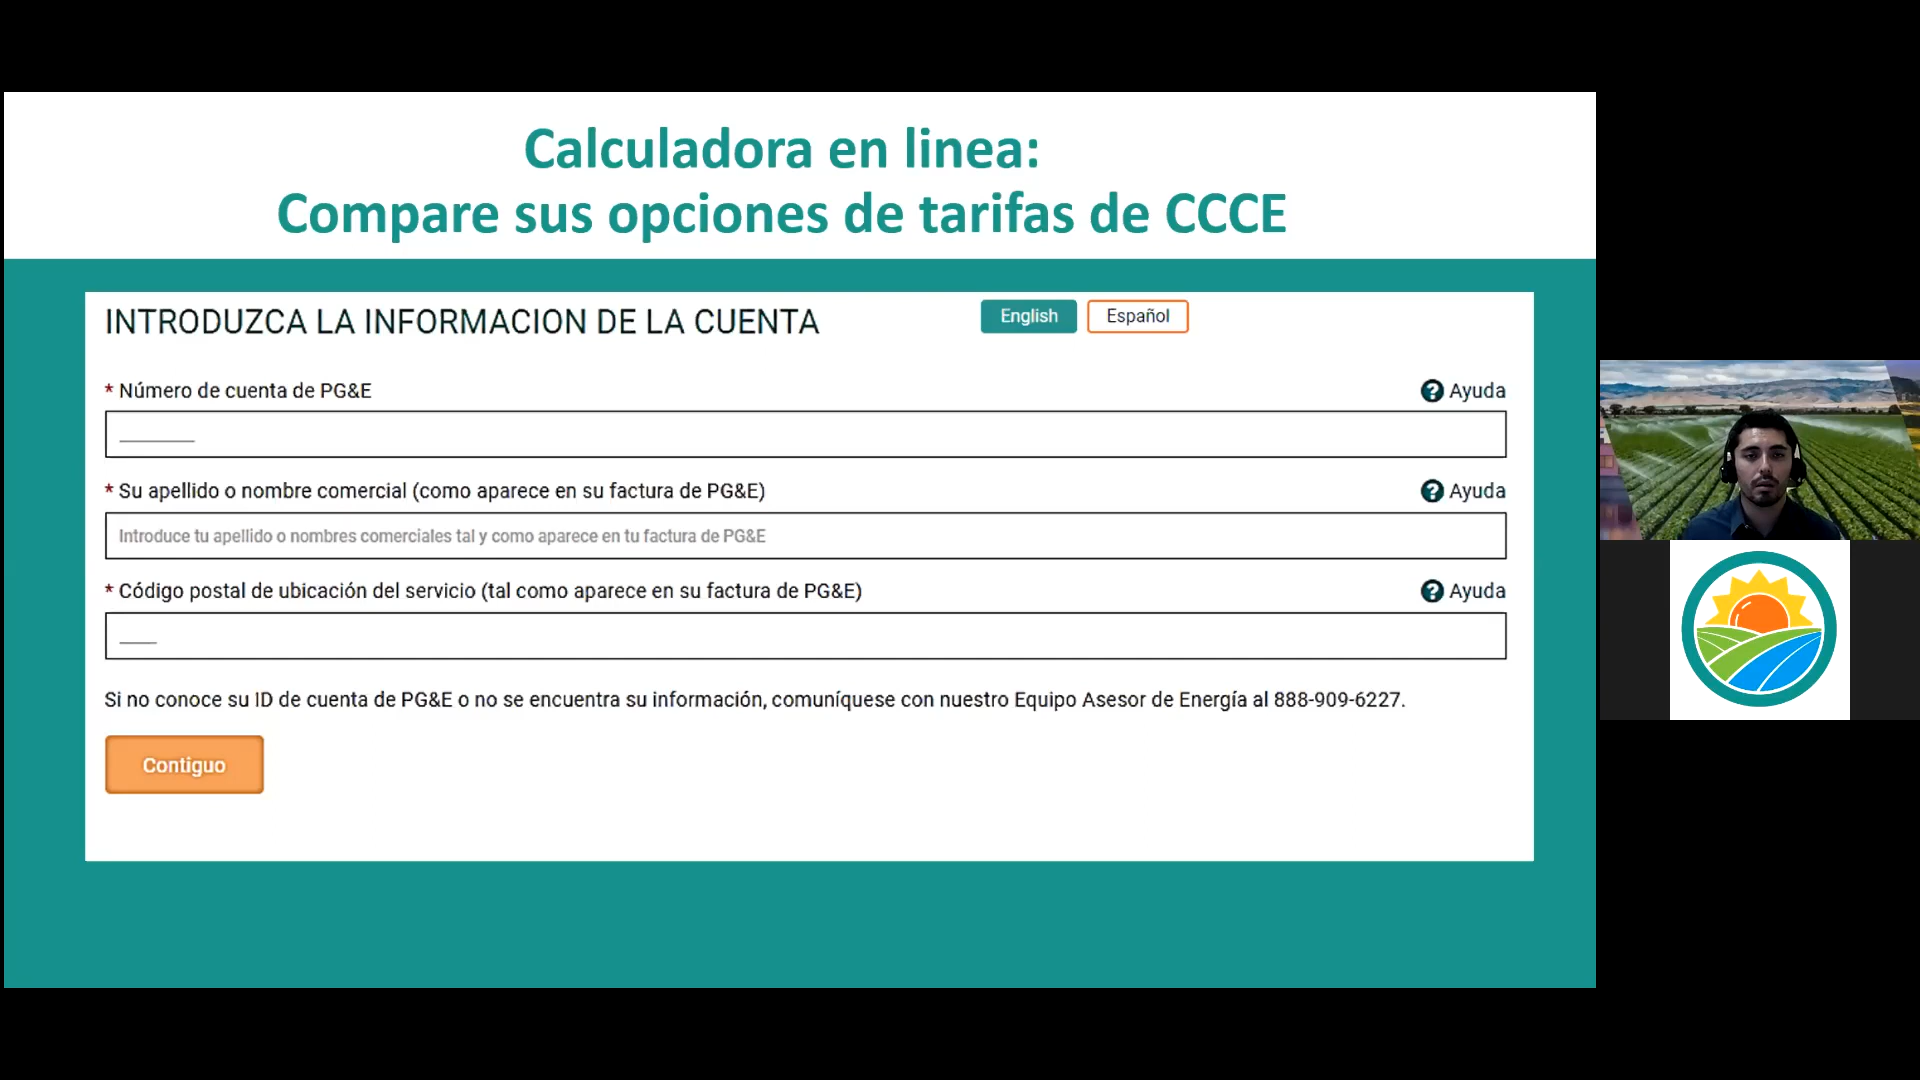 Calculadora en linea:
Compare sus opciones de tarifas de CCCE
INTRODUZCA LA INFORMACION DE LA CUENTA
English
Español
* Número de cuenta de PG&E
Ayuda
* Su apellido o nombre comercial (como aparece en su factura de PG&E)
Ayuda
Introduce tu apellido o nombres comerciales tal y como aparece en tu factura de PG&E
* Código postal de ubicación del servicio (tal como aparece en su factura de PG&E)
Ayuda
Si no conoce su ID de cuenta de PG&E o no se encuentra su información, comuníquese con nuestro Equipo Asesor de Energía al 888-909-6227.
Contiguo